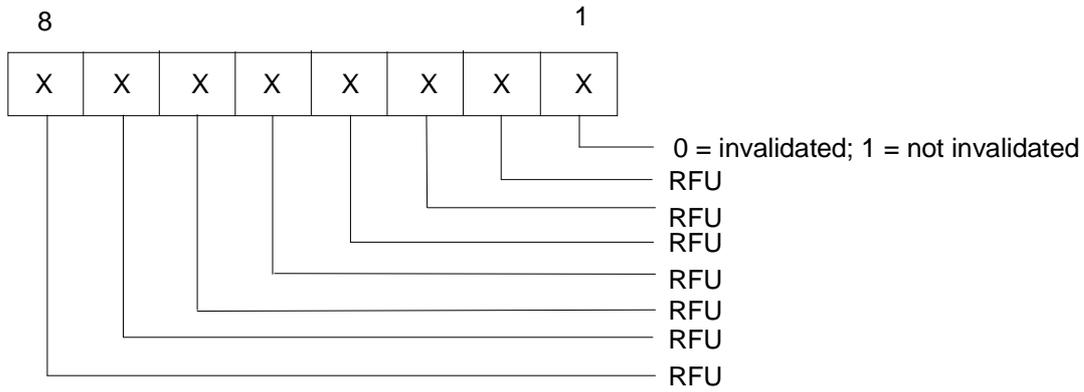 8 1
X X X X X X X X
0 = invalidated; 1 = not invalidated
RFU
RFU
RFU
RFU
RFU
RFU
RFU